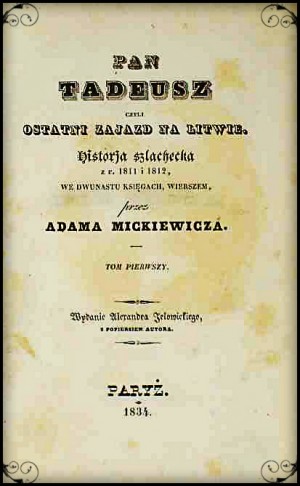 PAN
TADEUSZ
CZYLI
OSTATNI ZAJAZD NA LITWIE.
Historja szlachecka
z r. 1811 i 1812,
WE DWUNASTU KSIĘGACH, WIERSZEM,
przez
ADAMA MICKIEWICZA.
TOM PIERWSZY.
Wydanie Alexandra Jełowickiego,
Z POPIERSIEM AUTORA.
PARYŻ.
1834.